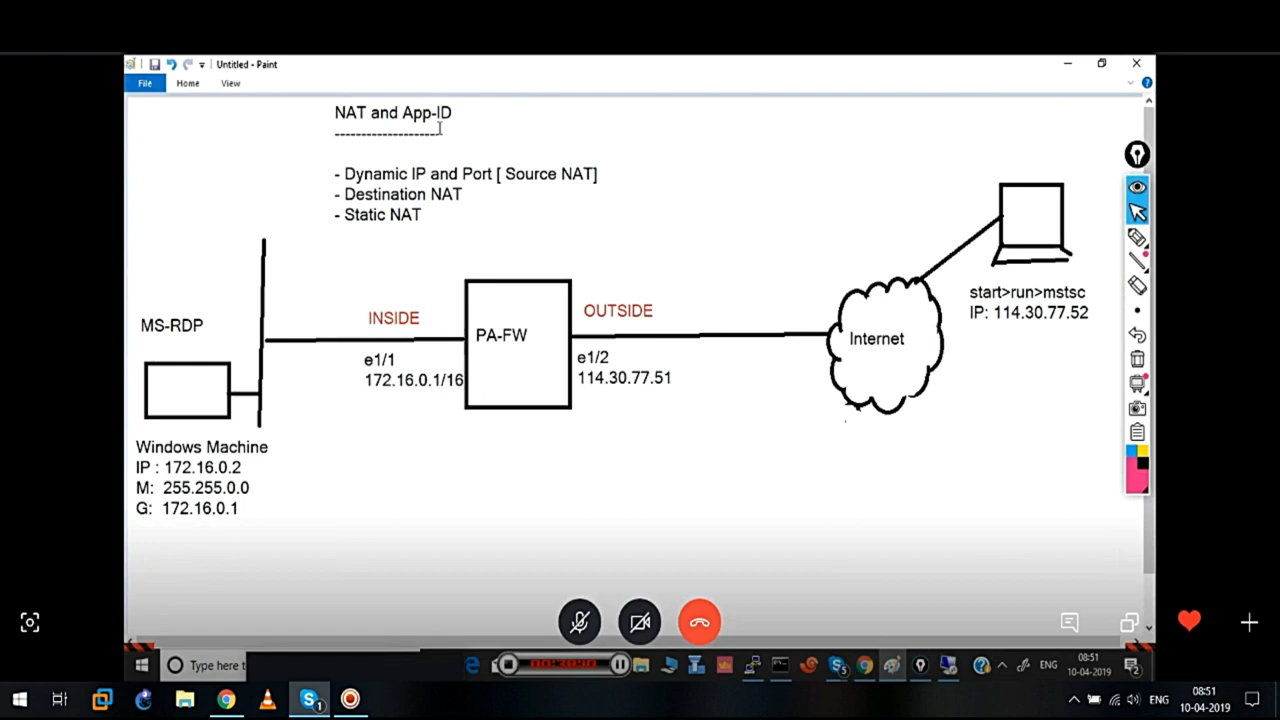 Untitled - Paint
File Home View
NAT and App-ID
--------------------
- Dynamic IP and Port [ Source NAT]
- Destination NAT
- Static NAT
MS-RDP
INSIDE
PA-FW
OUTSIDE
Internet
start>run>mstsc
IP: 114.30.77.52
e1/1
172.16.0.1/16
e1/2
114.30.77.51
Windows Machine
IP : 172.16.0.2
M: 255.255.0.0
G: 172.16.0.1
Type here t
ENG
08:51
10-04-2019
2
ENG
08:51
10-04-2019